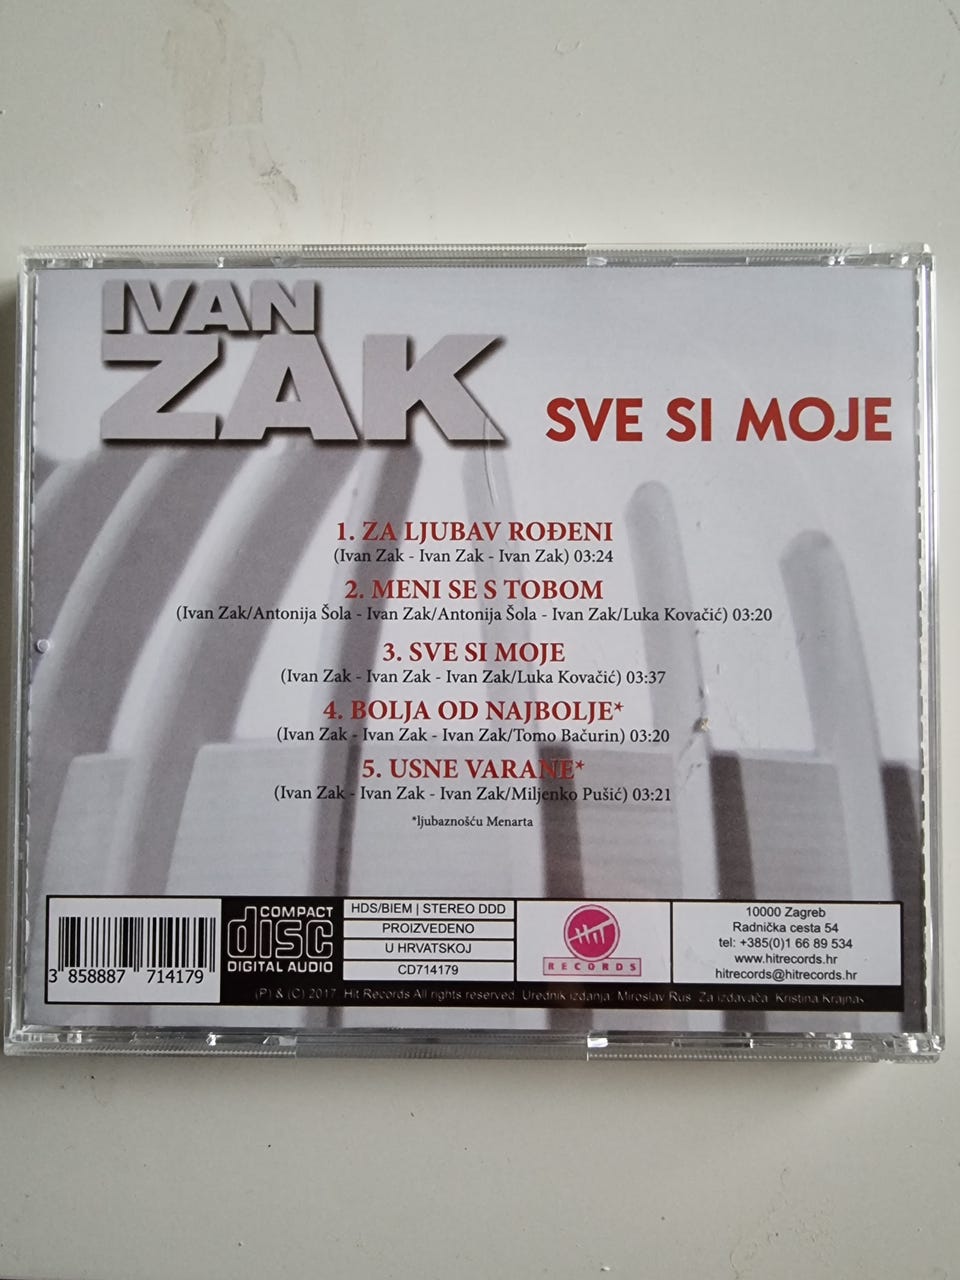 IVAN
ZAK
SVE SI MOJE
1. ZA LJUBAV ROĐENI
(Ivan Zak - Ivan Zak - Ivan Zak) 03:24
2. MENI SE S TOBOM
(Ivan Zak/Antonija Šola - Ivan Zak/Antonija Šola - Ivan Zak/Luka Kovačić) 03:20
3. SVE SI MOJE
(Ivan Zak - Ivan Zak - Ivan Zak/Luka Kovačić) 03:37
4. BOLJA OD NAJBOLJE*
(Ivan Zak - Ivan Zak - Ivan Zak/Tomo Bačurin) 03:20
5. USNE VARANE*
(Ivan Zak - Ivan Zak - Ivan Zak/Miljenko Pušić) 03:21
*ljubaznošću Menarta
3 858887 714179
COMPACT
disc
DIGITAL AUDIO
HDS/BIEM | STEREO DDD
PROIZVEDENO
U HRVATSKOJ
CD714179
HIT
RECORDS
10000 Zagreb
Radnička cesta 54
tel: +385(0)1 66 89 534
www.hitrecords.hr
hitrecords@hitrecords.hr
(P) & (C) 2017. Hit Records All rights reserved. Urednik izdanja: Miroslav Rus Za izdavača: Kristina Krajna